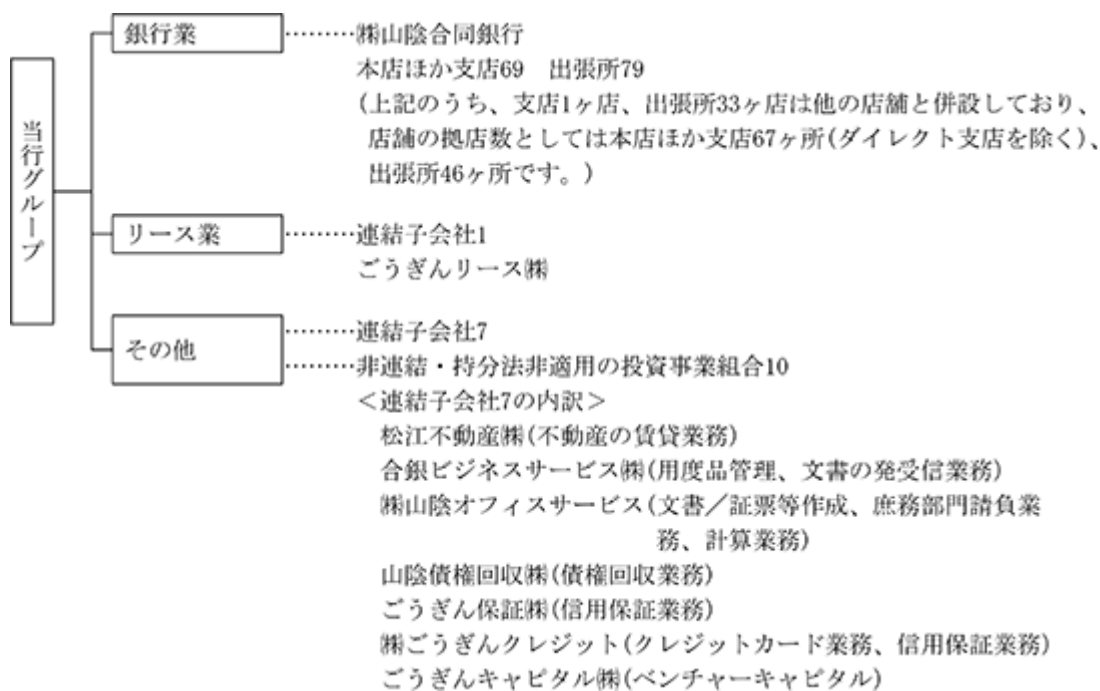 当行グループ
銀行業
………㈱山陰合同銀行
本店ほか支店69　出張所79
(上記のうち、支店1ヶ店、出張所33ヶ店は他の店舗と併設しており、
店舗の拠点数としては本店ほか支店67ヶ所(ダイレクト支店を除く)、
出張所46ヶ所です。)
リース業
………連結子会社1
ごうぎんリース㈱
その他
………連結子会社7
………非連結・持分法非適用の投資事業組合10
＜連結子会社7の内訳＞
松江不動産㈱(不動産の賃貸業務)
合銀ビジネスサービス㈱(用度品管理、文書の発受信業務)
㈱山陰オフィスサービス(文書／証票等作成、庶務部門請負業
務、計算業務)
山陰債権回収㈱(債権回収業務)
ごうぎん保証㈱(信用保証業務)
㈱ごうぎんクレジット(クレジットカード業務、信用保証業務)
ごうぎんキャピタル㈱(ベンチャーキャピタル)